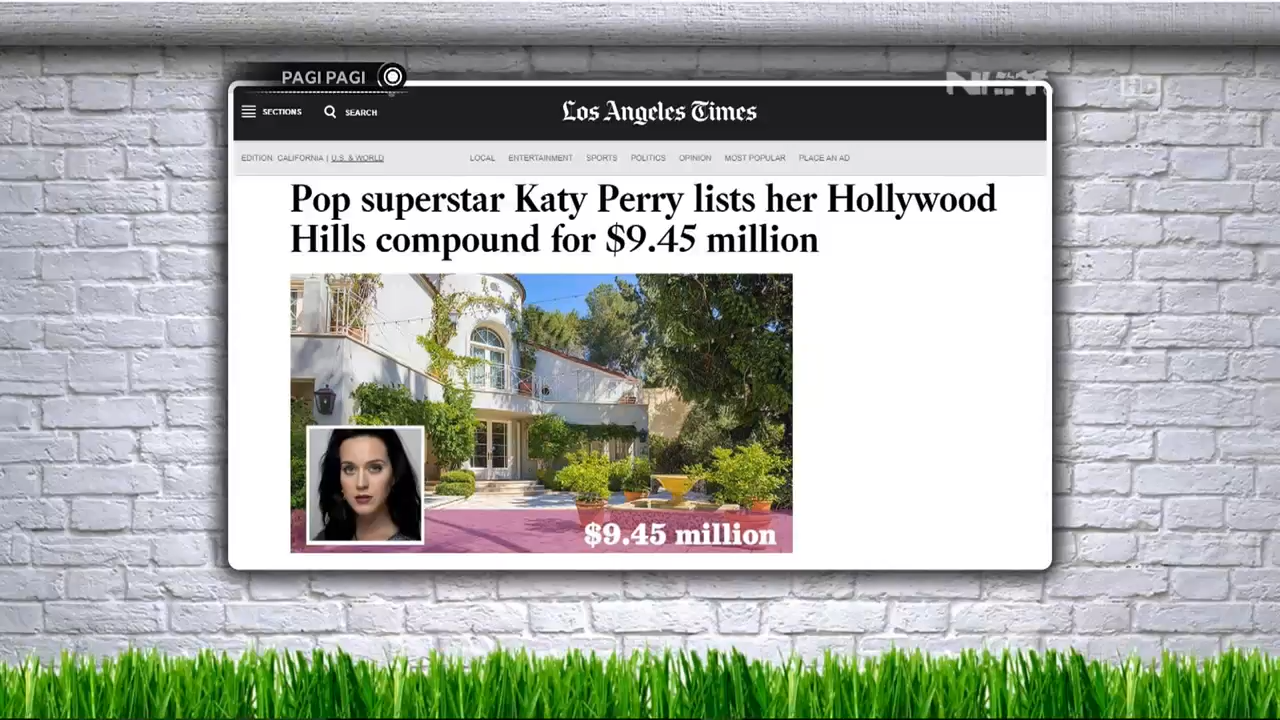 PAGI PAGI
HD
SECTIONS
SEARCH
Los Angeles Times
EDITION: CALIFORNIA | U.S. & WORLD
LOCAL ENTERTAINMENT SPORTS POLITICS OPINION MOST POPULAR PLACE AN AD
Pop superstar Katy Perry lists her Hollywood
Hills compound for $9.45 million
$9.45 million